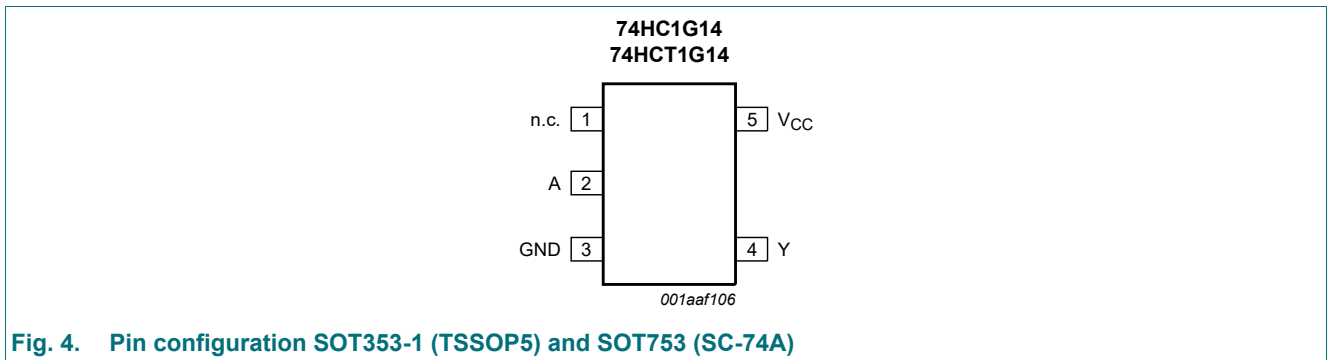 74HC1G14
74HCT1G14
n.c. 1
5 VCC
A 2
GND 3
4 Y
001aaf106
Fig. 4. Pin configuration SOT353-1 (TSSOP5) and SOT753 (SC-74A)